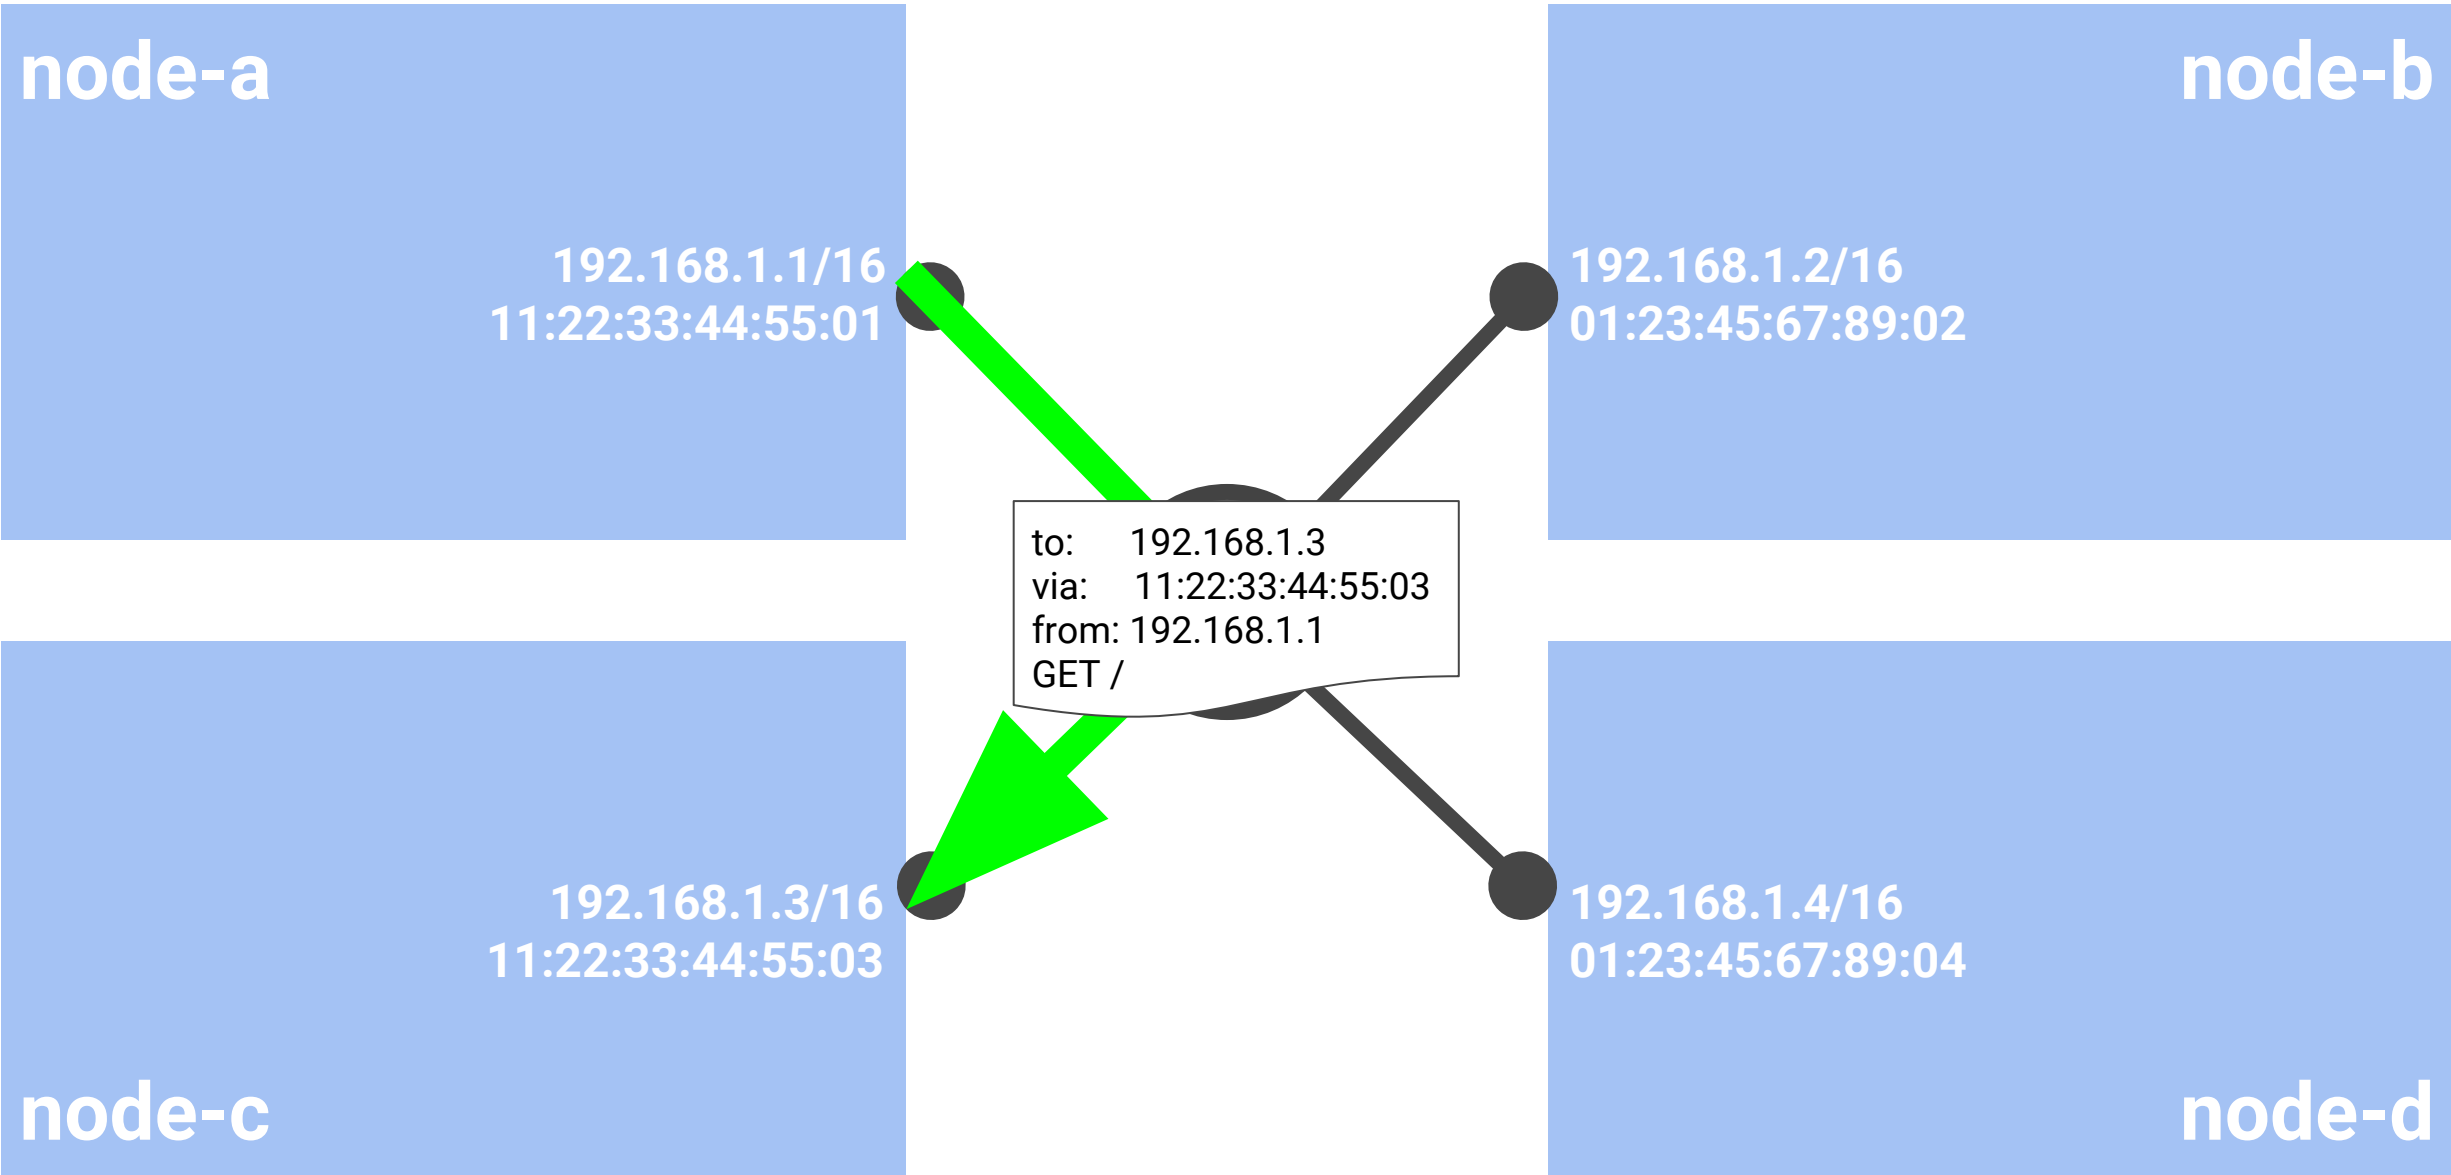 node-a
192.168.1.1/16
11:22:33:44:55:01
node-b
192.168.1.2/16
01:23:45:67:89:02
to: 192.168.1.3
via: 11:22:33:44:55:03
from: 192.168.1.1
GET /
192.168.1.3/16
11:22:33:44:55:03
node-c
192.168.1.4/16
01:23:45:67:89:04
node-d